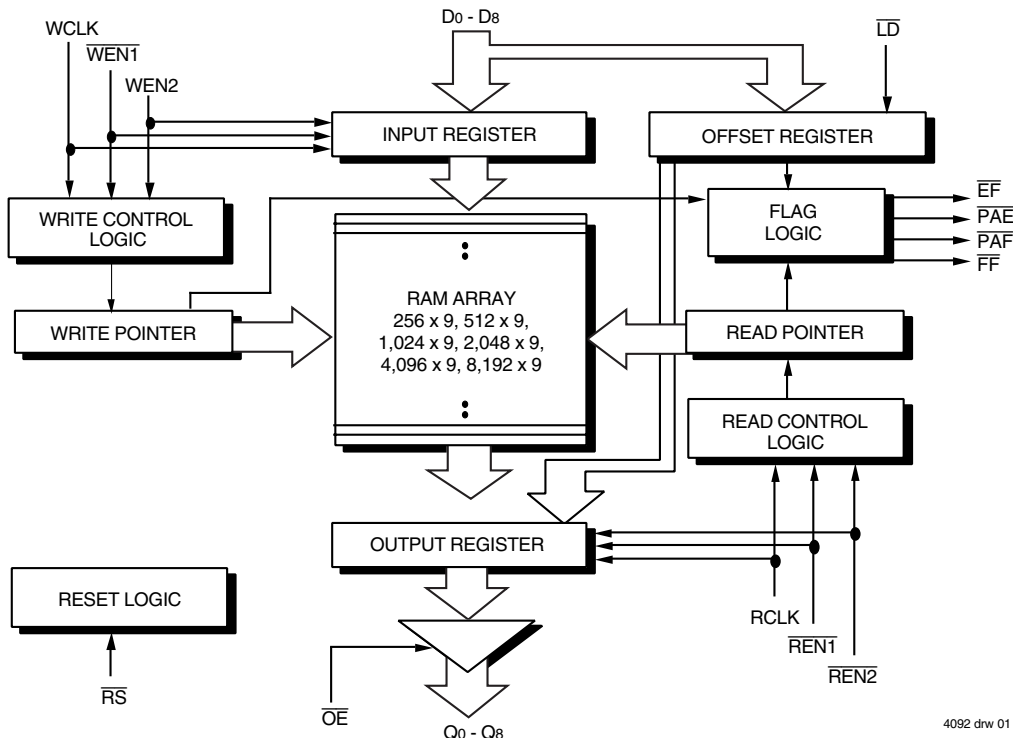 WCLK
WEN1
WEN2
D0 - D8
LD
INPUT REGISTER
OFFSET REGISTER
WRITE CONTROL
LOGIC
FLAG
LOGIC
EF
PAE
PAF
FF
WRITE POINTER
RAM ARRAY
256 x 9, 512 x 9,
1,024 x 9, 2,048 x 9,
4,096 x 9, 8,192 x 9
READ POINTER
READ CONTROL
LOGIC
OUTPUT REGISTER
RESET LOGIC
RS
OE
Q0 - Q8
RCLK
REN1
REN2
4092 drw 01